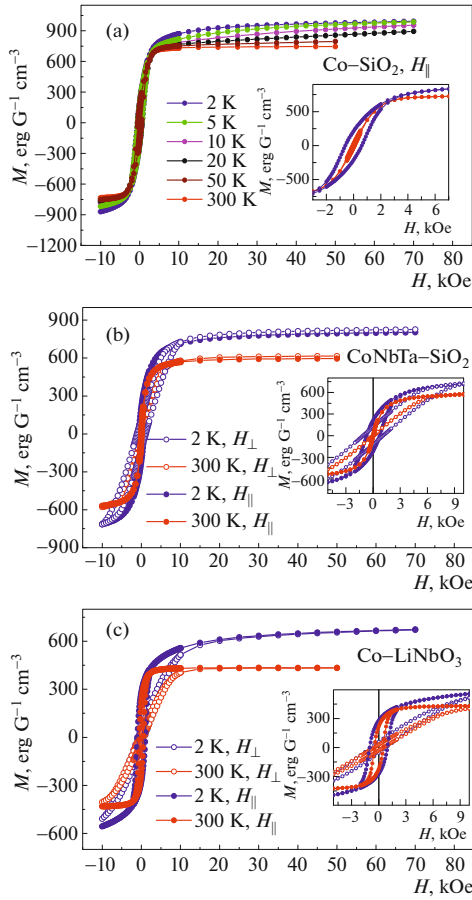 (a)
Co–SiO₂, H∥
M, erg G⁻¹ cm⁻³
900
600
300
0
−300
−600
−900
−1200
2 K
5 K
10 K
20 K
50 K
300 K
M, erg G⁻¹ cm⁻³
500
0
−500
−2 0 2 4 6
H, kOe
−10 0 10 20 30 40 50 60 70 80
H, kOe
(b)
CoNbTa–SiO₂
M, erg G⁻¹ cm⁻³
900
600
300
0
−300
−600
−900
2 K, H⊥
300 K, H⊥
2 K, H∥
300 K, H∥
M, erg G⁻¹ cm⁻³
600
300
0
−300
−600
−3 0 3 6 9
H, kOe
−10 0 10 20 30 40 50 60 70 80
H, kOe
(c)
Co–LiNbO₃
M, erg G⁻¹ cm⁻³
600
300
0
−300
−600
2 K, H⊥
300 K, H⊥
2 K, H∥
300 K, H∥
M, erg G⁻¹ cm⁻³
300
0
−300
−3 0 3 6 9
H, kOe
−10 0 10 20 30 40 50 60 70 80
H, kOe